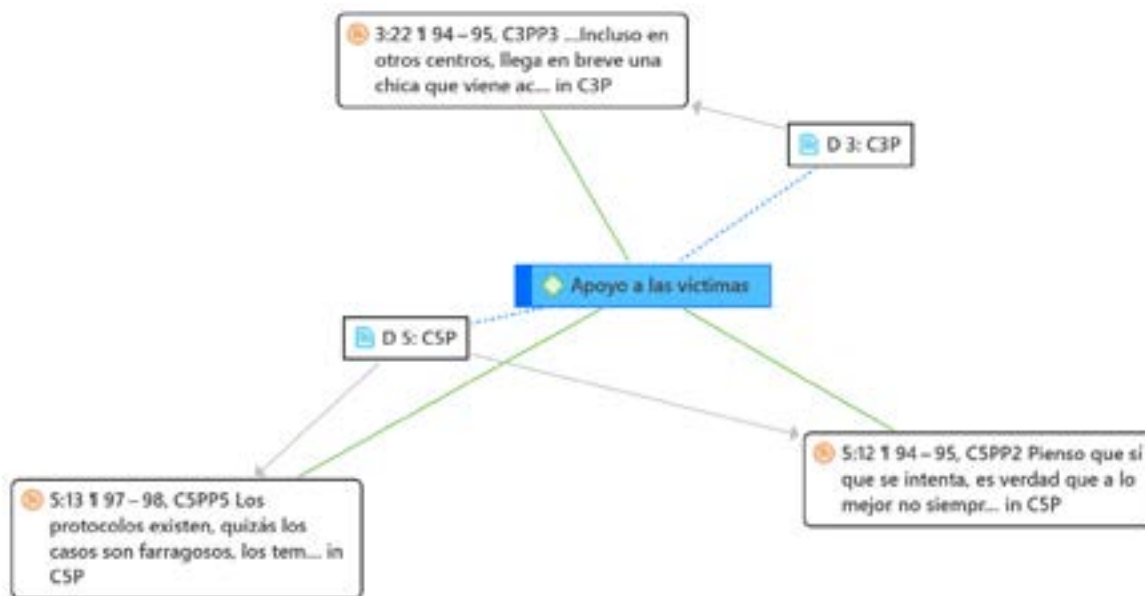 3:22 ¶ 94 – 95, C3PP3 ...Incluso en
otros centros, llega en breve una
chica que viene ac... in C3P
D 3: C3P
Apoyo a las víctimas
D 5: C5P
5:12 ¶ 94 – 95, C5PP2 Pienso que sí
que se intenta, es verdad que a lo
mejor no siempr... in C5P
5:13 ¶ 97 – 98, C5PP5 Los
protocolos existen, quizás los
casos son farragosos, los tem... in
C5P